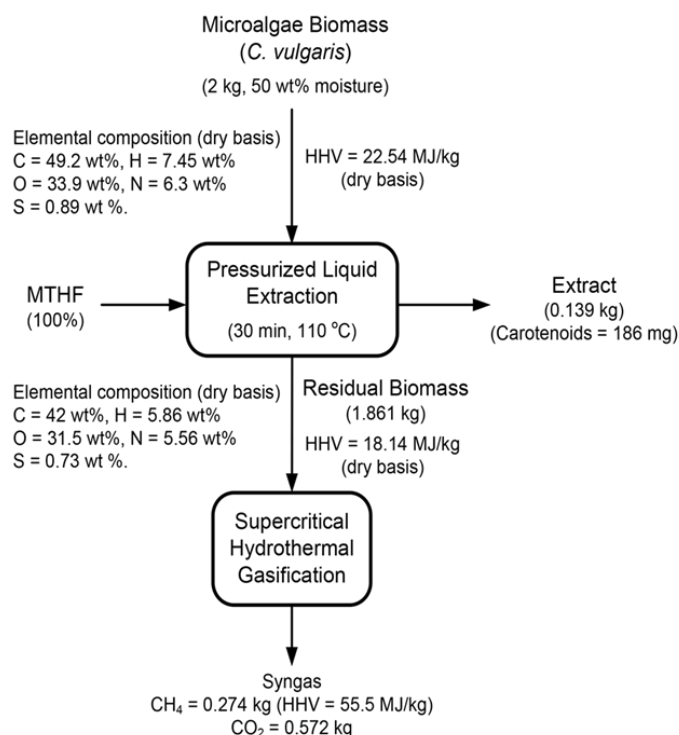 Microalgae Biomass
(C. vulgaris)
(2 kg, 50 wt% moisture)
Elemental composition (dry basis)
C = 49.2 wt%, H = 7.45 wt%
O = 33.9 wt%, N = 6.3 wt%
S = 0.89 wt %.
HHV = 22.54 MJ/kg
(dry basis)
MTHF
(100%)
Pressurized Liquid
Extraction
(30 min, 110 °C)
Extract
(0.139 kg)
(Carotenoids = 186 mg)
Elemental composition (dry basis)
C = 42 wt%, H = 5.86 wt%
O = 31.5 wt%, N = 5.56 wt%
S = 0.73 wt %.
Residual Biomass
(1.861 kg)
HHV = 18.14 MJ/kg
(dry basis)
Supercritical
Hydrothermal
Gasification
Syngas
CH₄ = 0.274 kg (HHV = 55.5 MJ/kg)
CO₂ = 0.572 kg